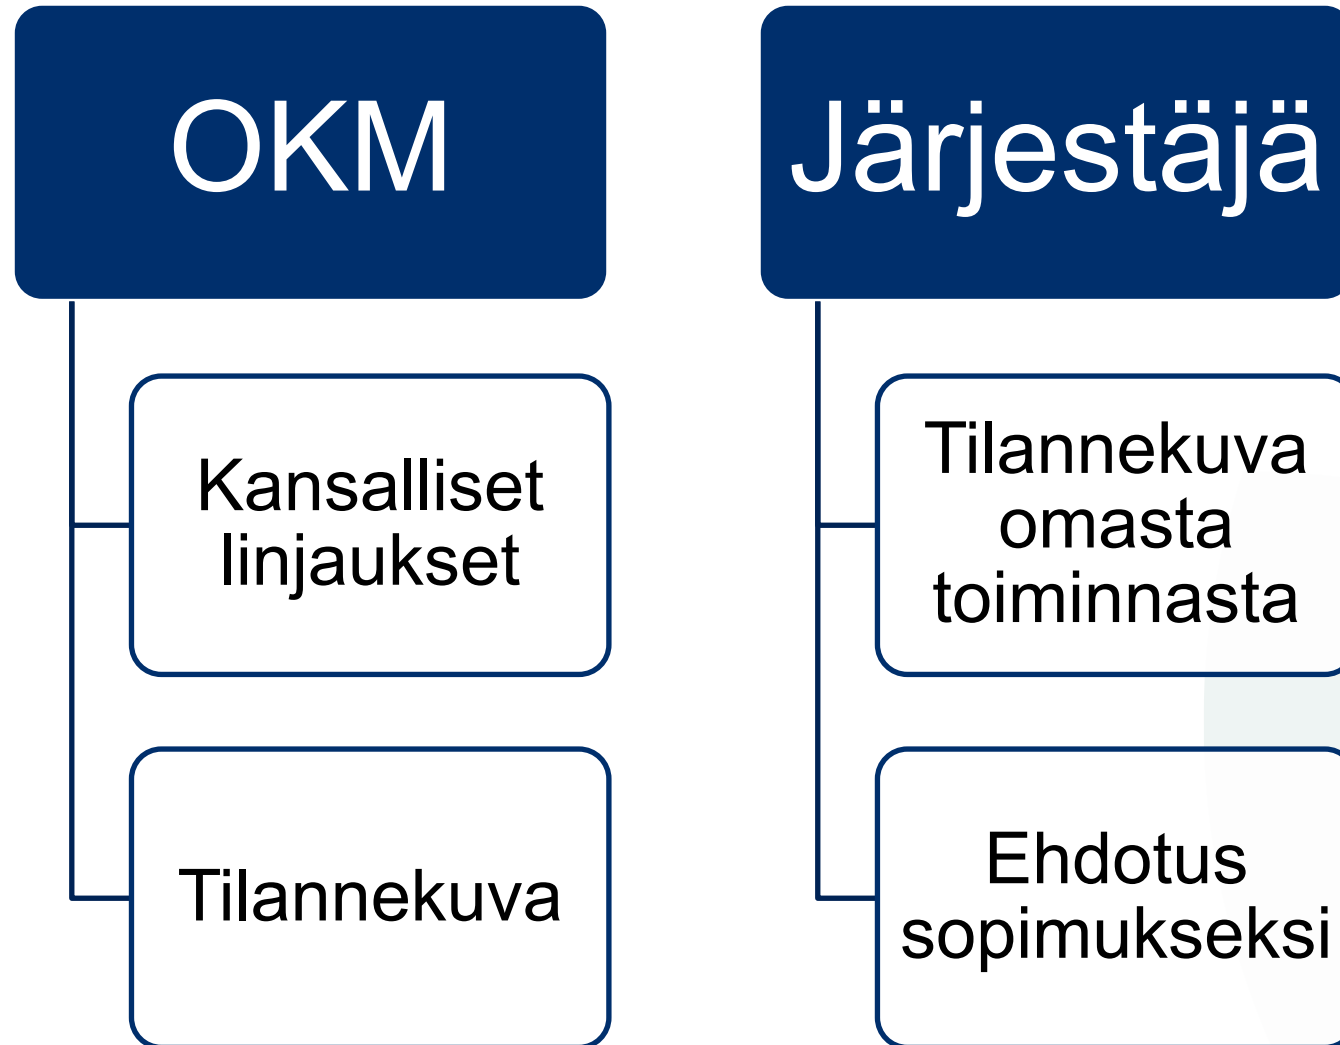 OKM
Kansalliset
linjaukset
Tilannekuva
Järjestäjä
Tilannekuva
omasta
toiminnasta
Ehdotus
sopimukseksi